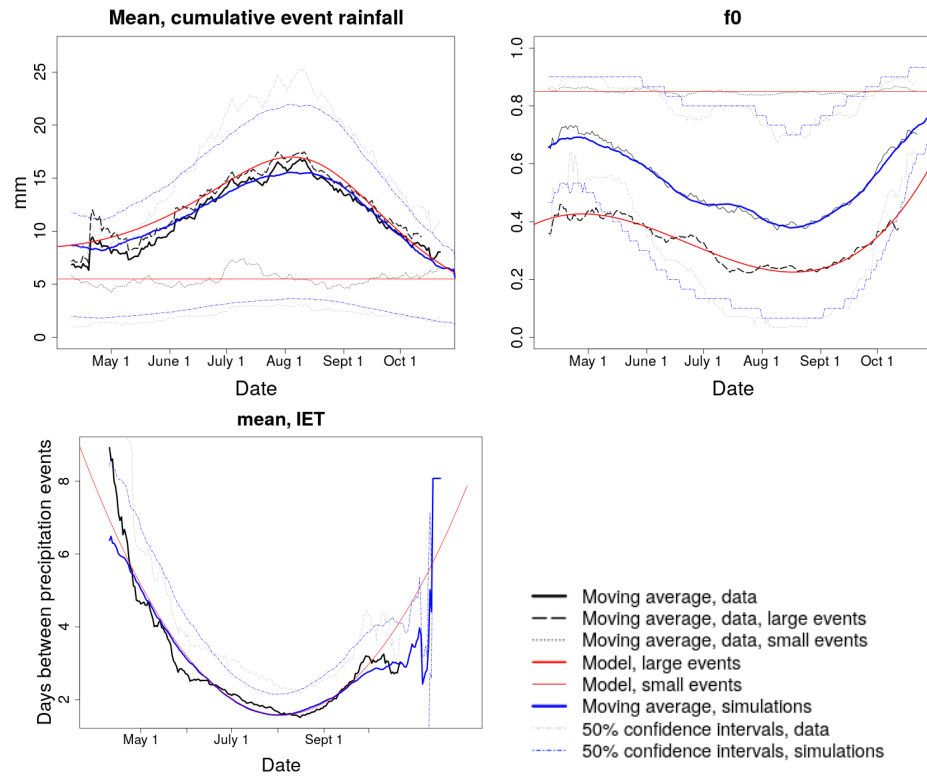 Mean, cumulative event rainfall
mm
0
5
10
15
20
25
May 1 June 1 July 1 Aug 1 Sept 1 Oct 1
Date
f0
0.0
0.2
0.4
0.6
0.8
1.0
May 1 June 1 July 1 Aug 1 Sept 1 Oct 1
Date
mean, IET
Days between precipitation events
2
4
6
8
May 1 July 1 Sept 1
Date
Moving average, data
Moving average, data, large events
Moving average, data, small events
Model, large events
Model, small events
Moving average, simulations
50% confidence intervals, data
50% confidence intervals, simulations